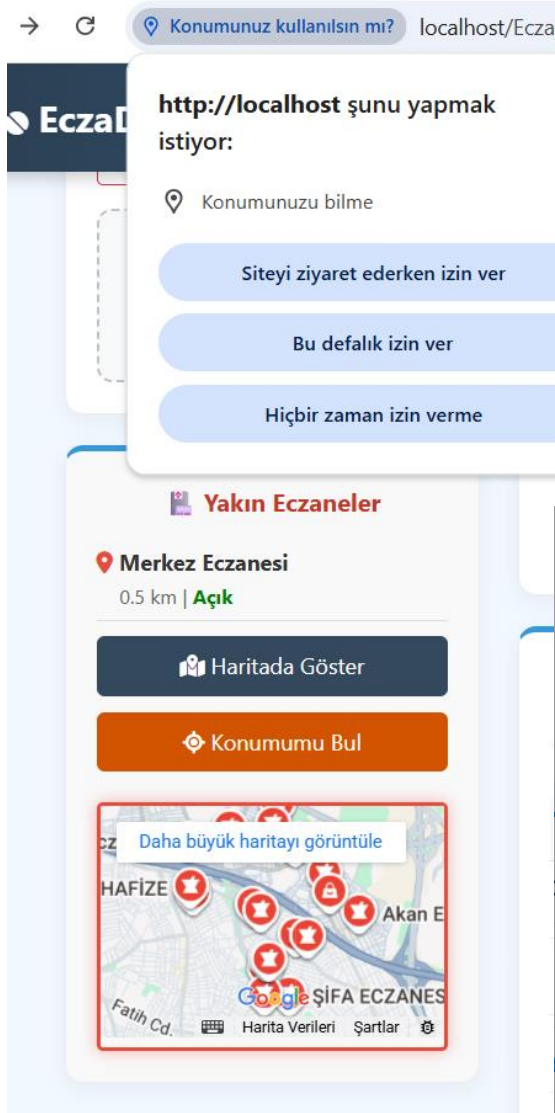 Konumunuz kullanılsın mı? localhost/Ecza
EczaD
http://localhost şunu yapmak
istiyor:
Konumunuzu bilme
Siteyi ziyaret ederken izin ver
Bu defalık izin ver
Hiçbir zaman izin verme
Yakın Eczaneler
Merkez Eczanesi
0.5 km | Açık
Haritada Göster
Konumumu Bul
cz
Daha büyük haritayı görüntüle
HAFİZE
Akan E
Google
ŞİFA ECZANES
Fatih Cd.
Harita Verileri Şartlar